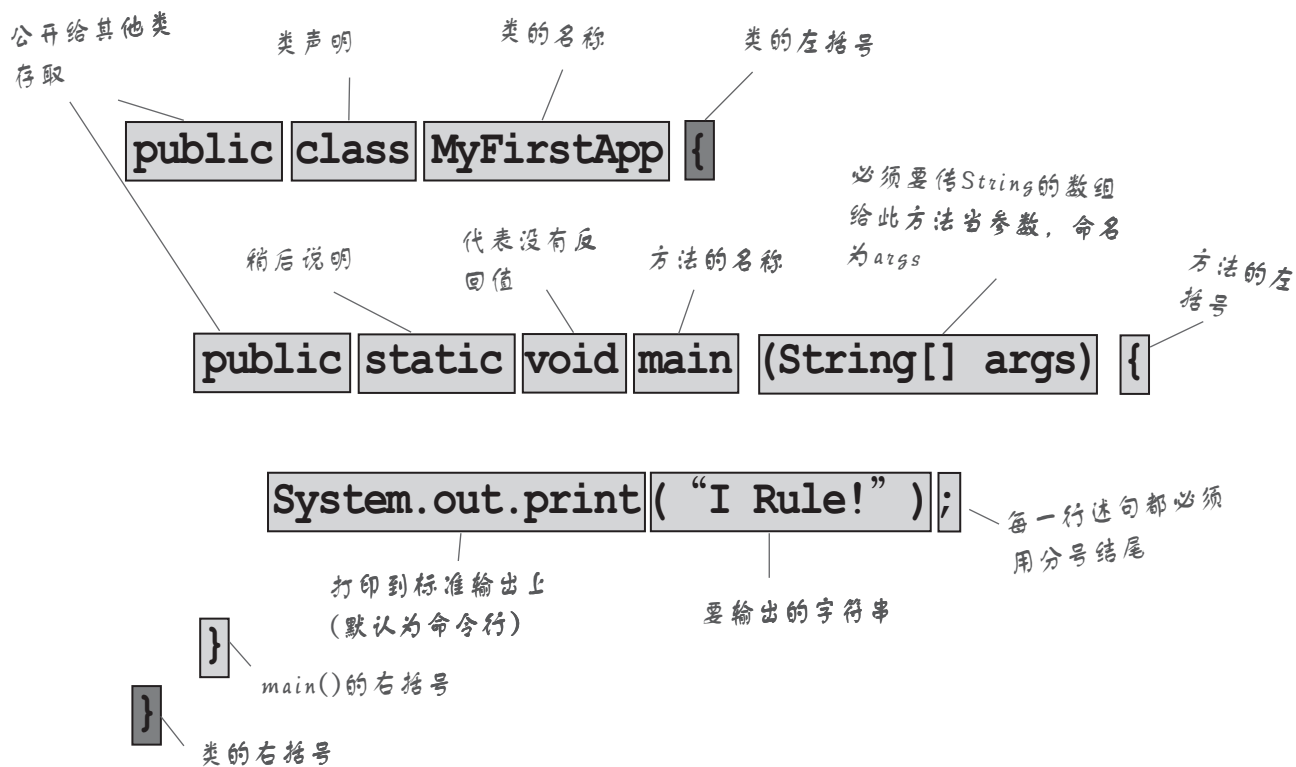 公开给其他类
存取
类声明
类的名称
类的左括号
public class MyFirstApp {
稍后说明
代表没有反
回值
方法的名称
必须要传String的数组
给此方法当参数，命名
为args
方法的左
括号
public static void main (String[] args) {
System.out.print( “I Rule!” );
每一行述句都必须
用分号结尾
打印到标准输出上
(默认为命令行)
要输出的字符串
}
main()的右括号
}
类的右括号